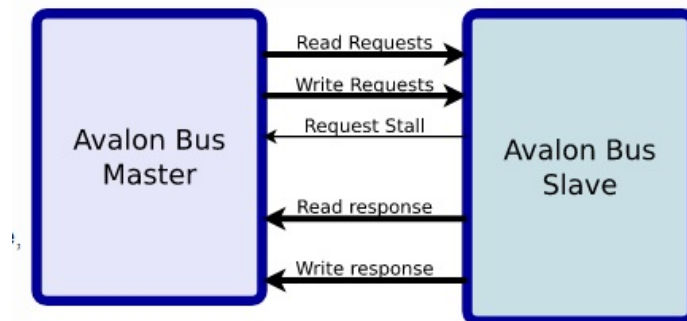 Read Requests
Write Requests
Request Stall
Avalon Bus
Master
Avalon Bus
Slave
Read response
Write response
,